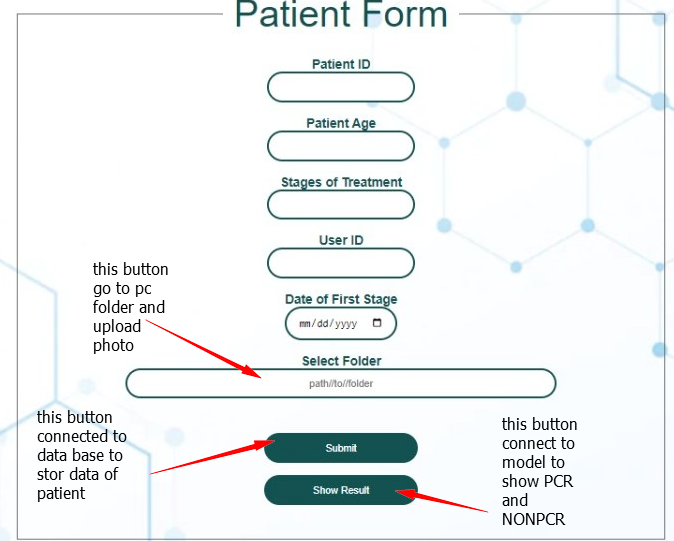 Patient Form
Patient ID
Patient Age
Stages of Treatment
User ID
this button
go to pc
folder and
upload
photo
Date of First Stage
mm/dd/yyyy
Select Folder
path//to//folder
this button
connected to
data base to
stor data of
patient
Submit
this button
connect to
model to
show PCR
and
NONPCR
Show Result